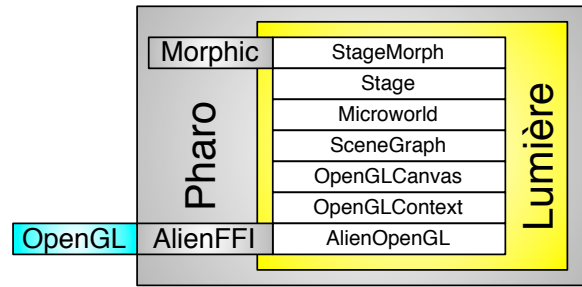 Morphic
StageMorph
Stage
Microworld
SceneGraph
OpenGLCanvas
OpenGLContext
OpenGL
AlienFFI
AlienOpenGL
Pharo
Lumière